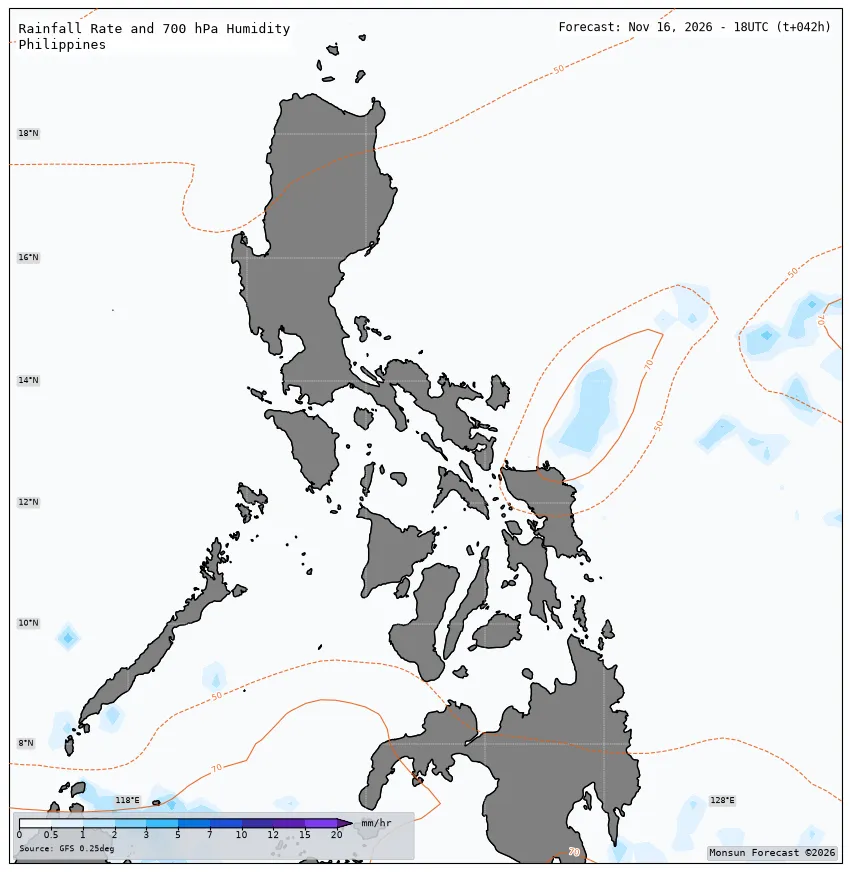 Rainfall Rate and 700 hPa Humidity
Philippines
Forecast: Nov 16, 2026 - 18UTC (t+042h)
50
18°N
16°N
50
70
14°N
70
50
12°N
10°N
50
8°N
70
118°E
128°E
0 0.5 1 2 3 5 7 10 12 15 20 mm/hr
Source: GFS 0.25deg
70
Monsun Forecast ©2026